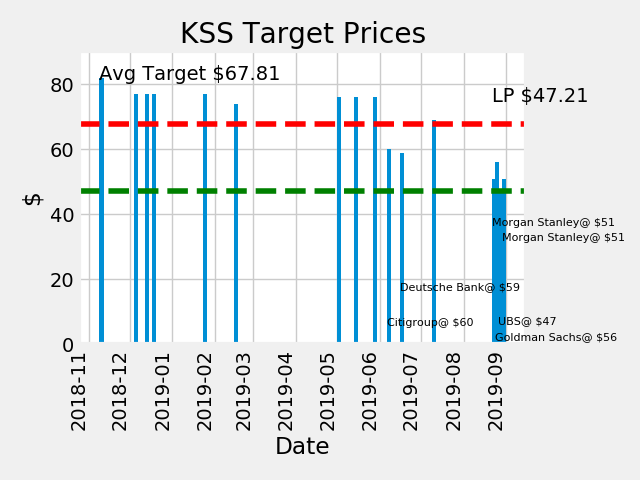 KSS Target Prices
Avg Target $67.81
LP $47.21
$
80
60
40
20
0
Morgan Stanley@ $51
Morgan Stanley@ $51
Deutsche Bank@ $59
Citigroup@ $60
UBS@ $47
Goldman Sachs@ $56
2018-11
2018-12
2019-01
2019-02
2019-03
2019-04
2019-05
2019-06
2019-07
2019-08
2019-09
Date